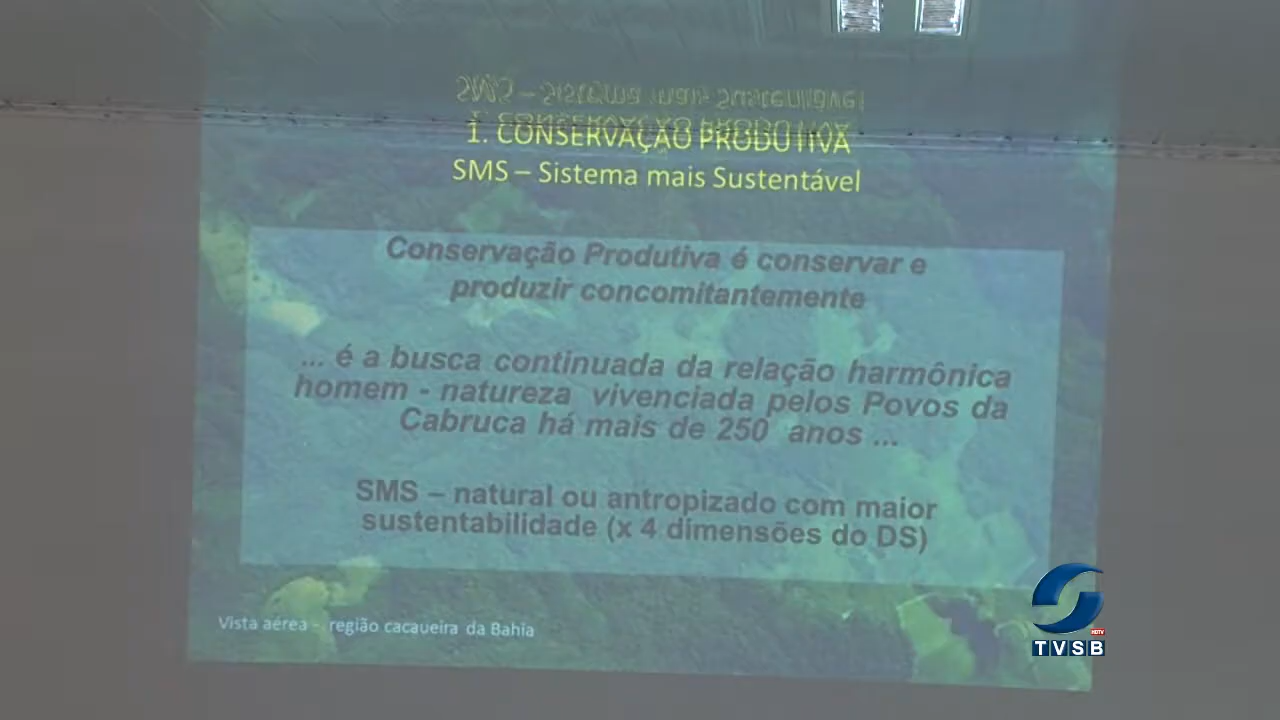 1. CONSERVAÇÃO PRODUTIVA
SMS – Sistema mais Sustentável
Conservação Produtiva é conservar e
produzir concomitantemente
... é a busca continuada da relação harmônica
homem - natureza vivenciada pelos Povos da
Cabruca há mais de 250 anos ...
SMS – natural ou antropizado com maior
sustentabilidade (x 4 dimensões do DS)
Vista aérea - região cacaueira da Bahia
HDTV
TVSB